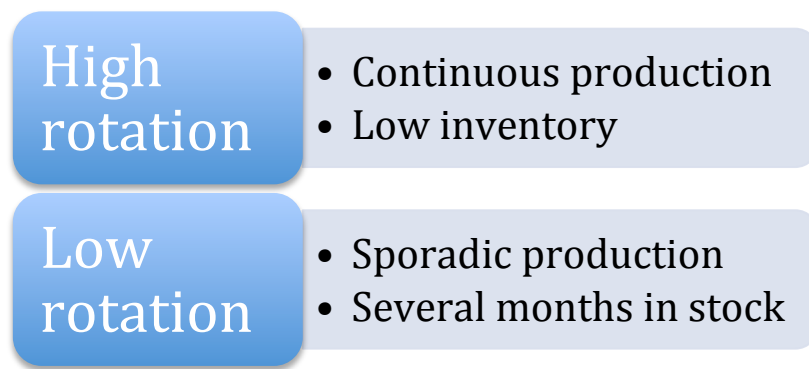 High
rotation
• Continuous production
• Low inventory
Low
rotation
• Sporadic production
• Several months in stock